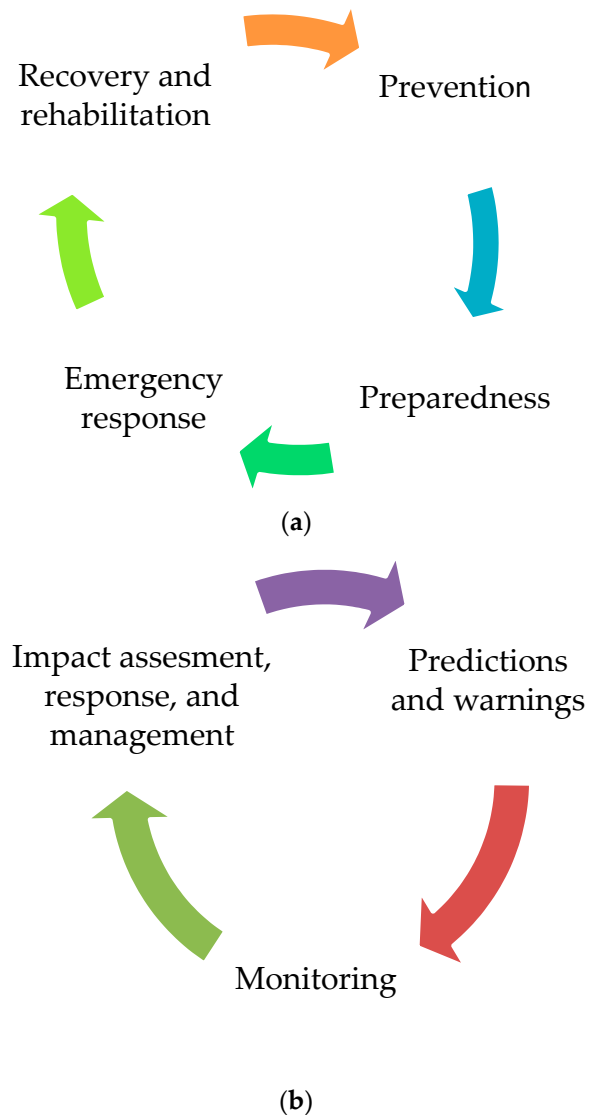 Recovery and
rehabilitation
Prevention
Emergency
response
Preparedness
(a)
Impact assesment,
response, and
management
Predictions
and warnings
Monitoring
(b)